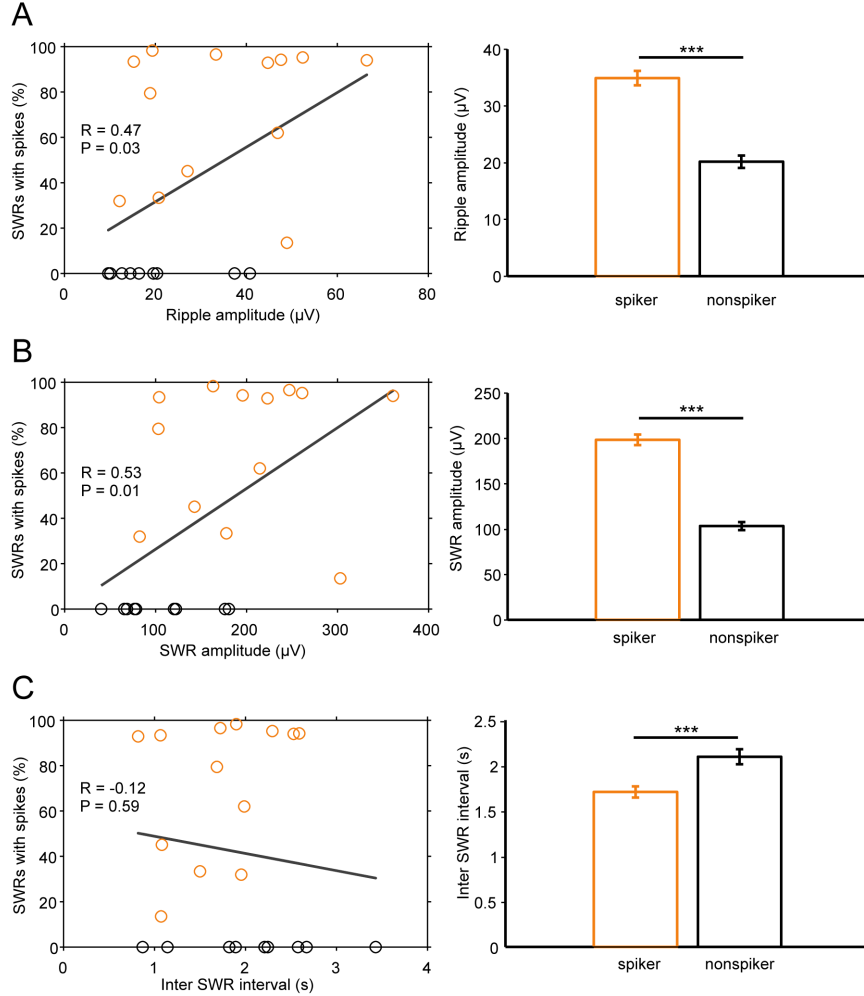 A
SWRs with spikes (%)
100
80
60
40
20
0
R = 0.47
P = 0.03
0 20 40 60 80
Ripple amplitude (µV)
Ripple amplitude (µV)
40
30
20
10
0
***
spiker nonspiker
B
SWRs with spikes (%)
100
80
60
40
20
0
R = 0.53
P = 0.01
0 100 200 300 400
SWR amplitude (µV)
SWR amplitude (µV)
250
200
150
100
50
0
***
spiker nonspiker
C
SWRs with spikes (%)
100
80
60
40
20
0
R = -0.12
P = 0.59
0 1 2 3 4
Inter SWR interval (s)
Inter SWR interval (s)
2.5
2
1.5
1
0.5
0
***
spiker nonspiker